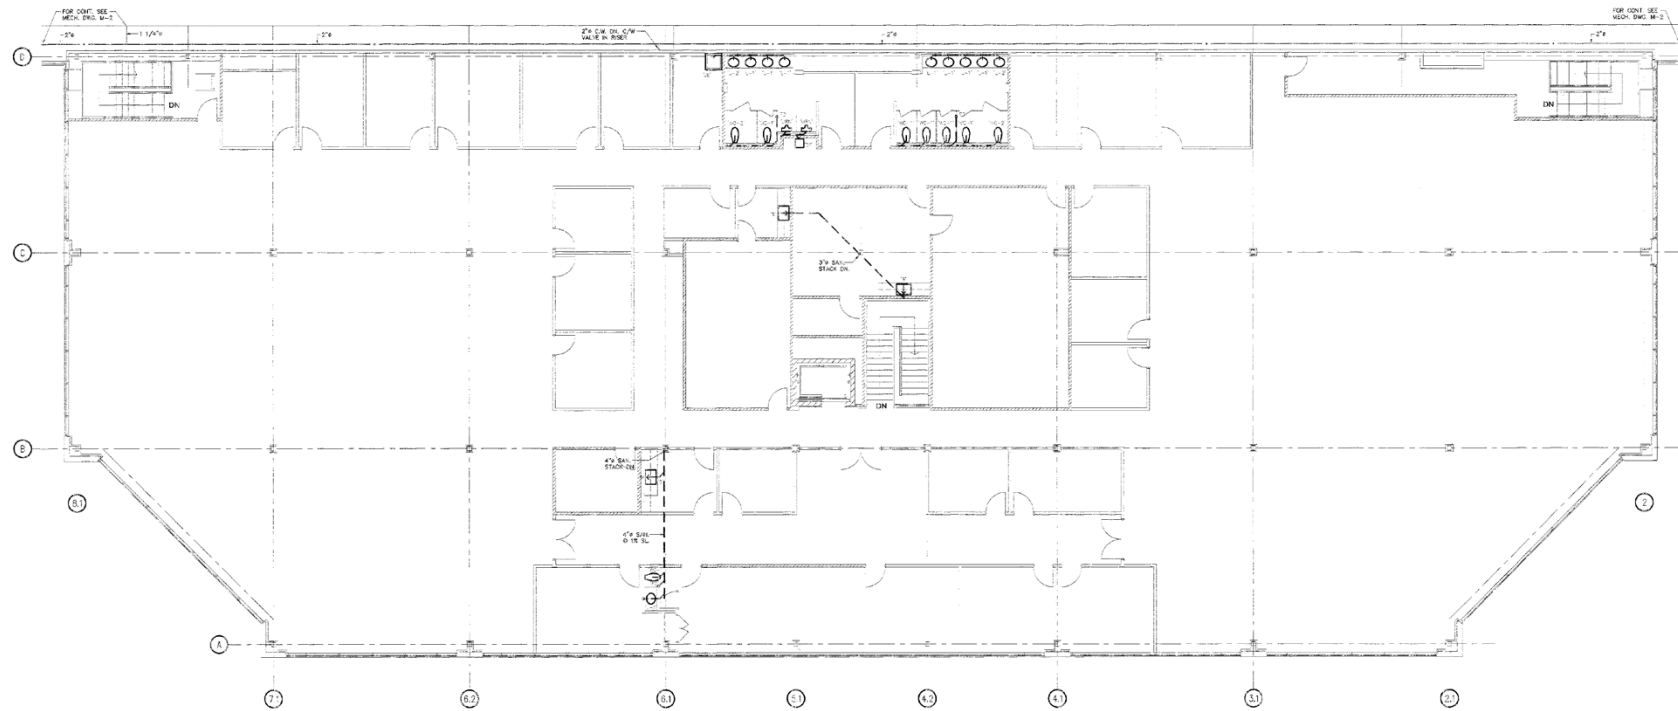 FOR CONT. SEE
MECH. DWG. M-2
FOR CONT. SEE
MECH. DWG. M-2
2"ø
1 1/4"ø
2"ø
2"ø C.W. DN. C/W
VALVE IN RISER
2"ø
2"ø
D
DN
DN
C
3"ø SAN.
STACK DN.
DN
B
4"ø SAN.
STACK DN.
8.1
2
4"ø SAN.
@ 1% SL.
A
7.1
6.2
6.1
5.1
4.2
4.1
3.1
2.1